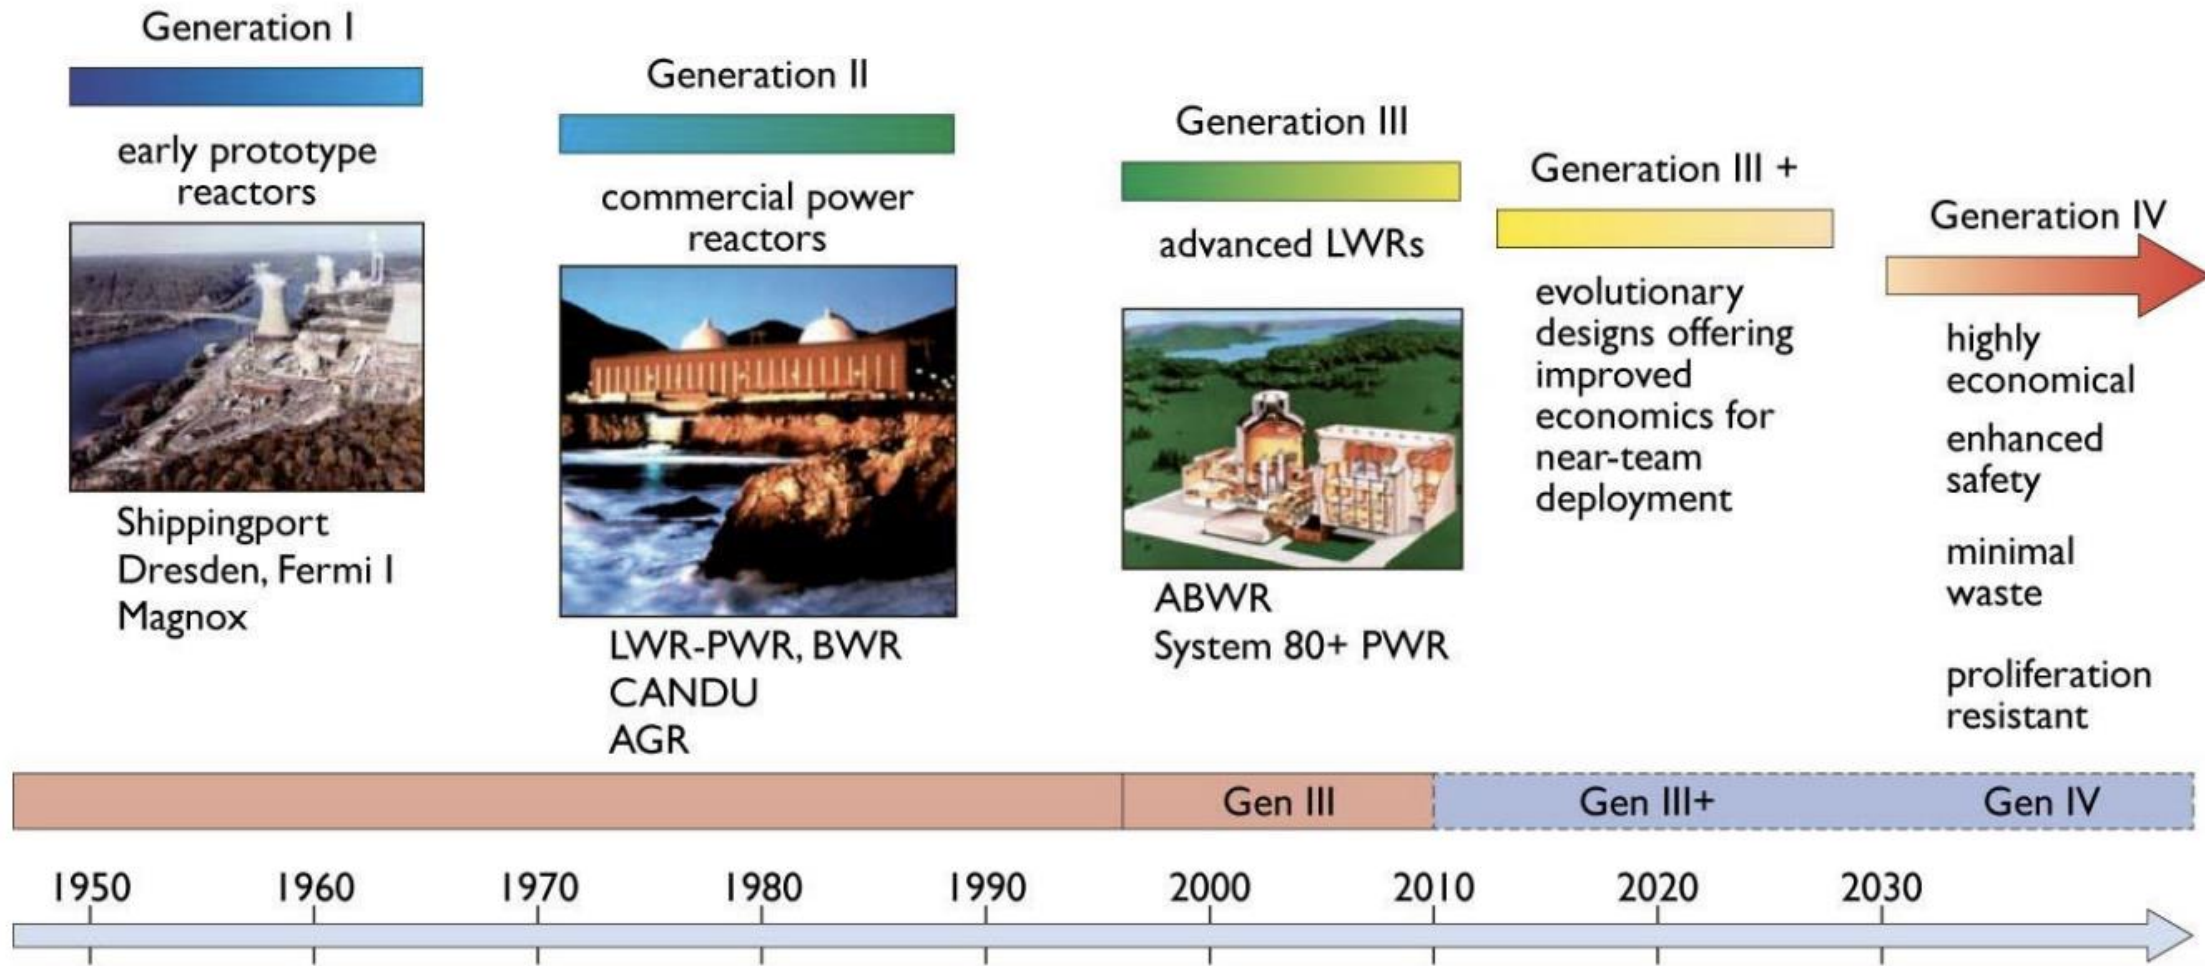 Generation I
early prototype
reactors
Shippingport
Dresden, Fermi I
Magnox
Generation II
commercial power
reactors
LWR-PWR, BWR
CANDU
AGR
Generation III
advanced LWRs
ABWR
System 80+ PWR
Generation III +
evolutionary
designs offering
improved
economics for
near-team
deployment
Generation IV
highly
economical
enhanced
safety
minimal
waste
proliferation
resistant
Gen III
Gen III+
Gen IV
1950
1960
1970
1980
1990
2000
2010
2020
2030